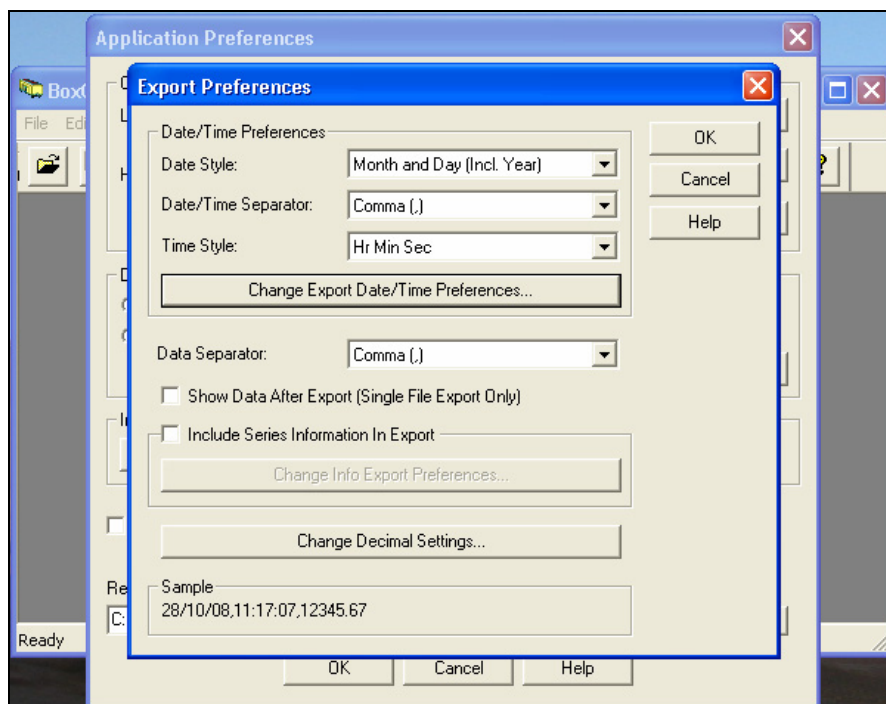 Application Preferences
Export Preferences
BoxC
File Edi
Date/Time Preferences
OK
Date Style:
Month and Day (Incl. Year)
Cancel
Date/Time Separator:
Comma (,)
Help
Time Style:
Hr Min Sec
Change Export Date/Time Preferences...
Data Separator:
Comma (,)
Show Data After Export (Single File Export Only)
Include Series Information In Export
Change Info Export Preferences...
Change Decimal Settings...
Re
Sample
C:
28/10/08,11:17:07,12345.67
Ready
OK Cancel Help